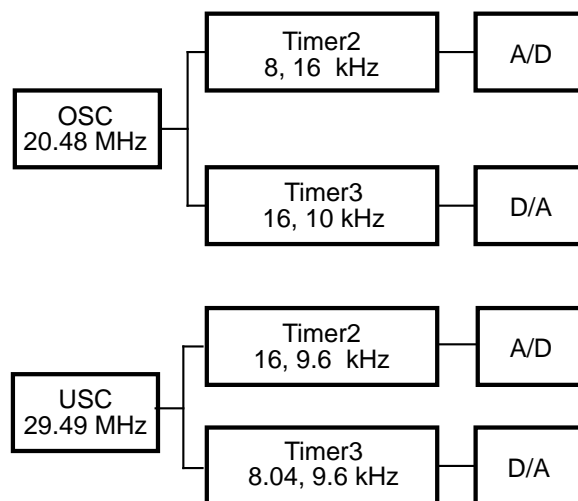 Timer2
8, 16 kHz
A/D
OSC
20.48 MHz
Timer3
16, 10 kHz
D/A
Timer2
16, 9.6 kHz
A/D
USC
29.49 MHz
Timer3
8.04, 9.6 kHz
D/A